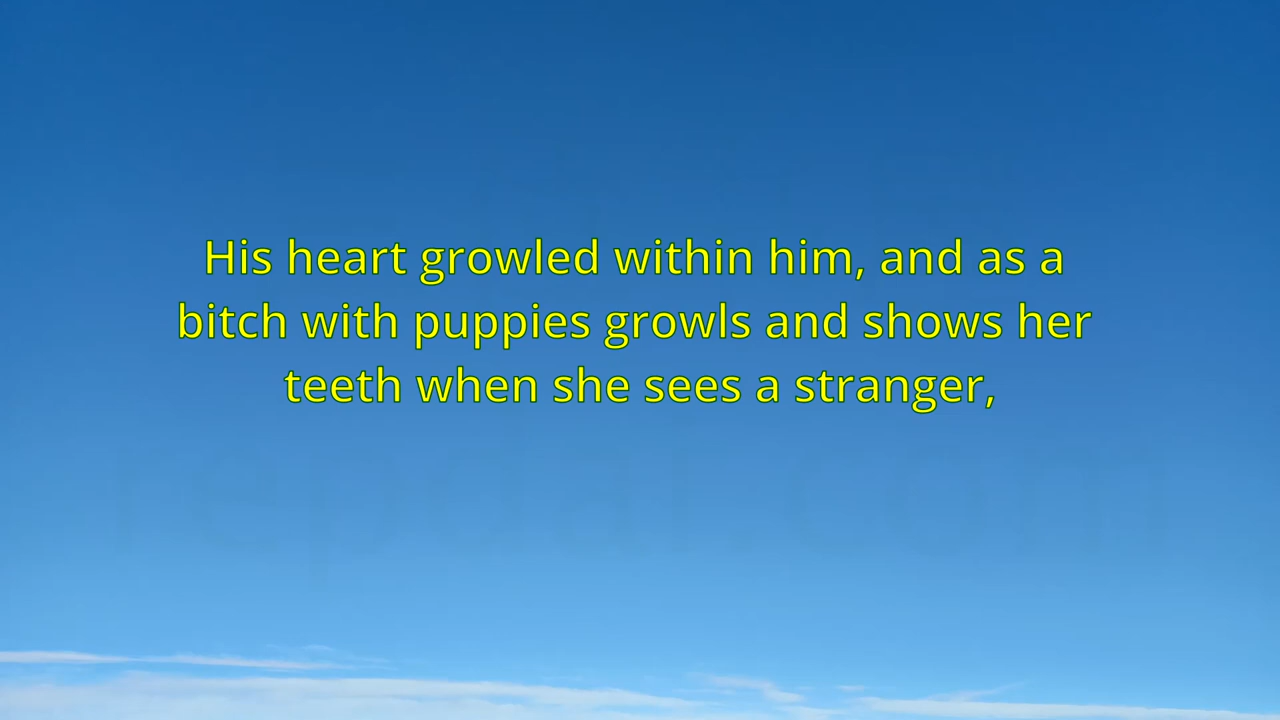 His heart growled within him, and as a
bitch with puppies growls and shows her
teeth when she sees a stranger,